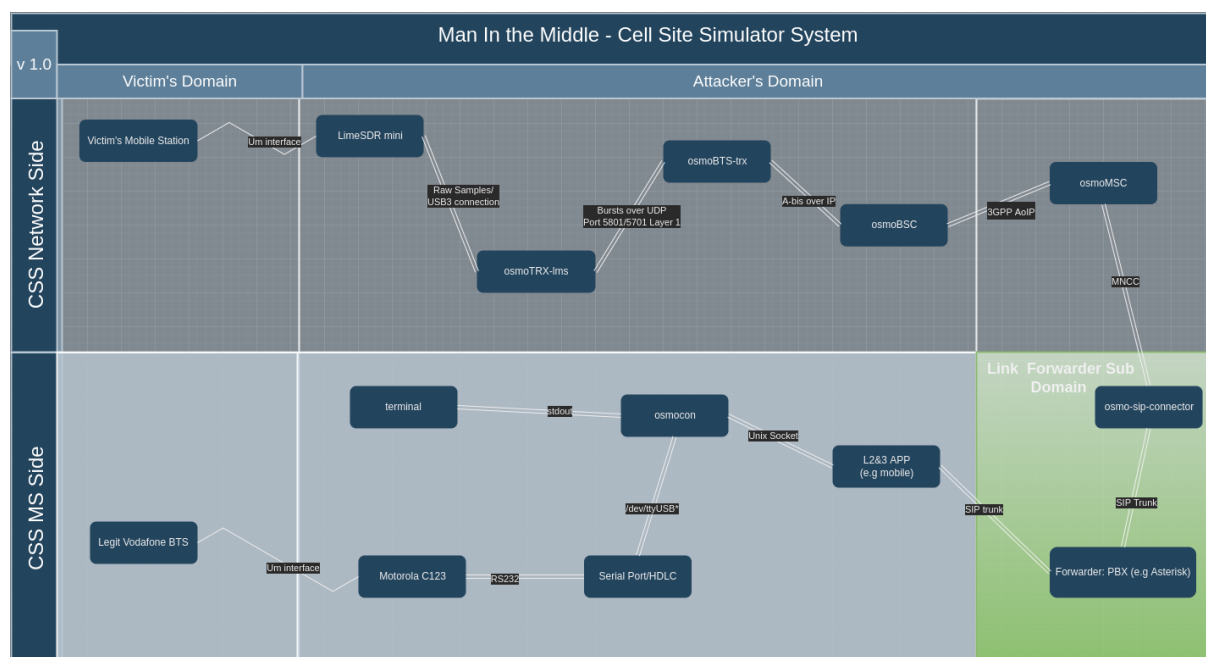 Man In the Middle - Cell Site Simulator System
v 1.0
Victim's Domain
Attacker's Domain
CSS Network Side
Victim's Mobile Station
Um interface
LimeSDR mini
Raw Samples/
USB3 connection
osmoTRX-lms
Bursts over UDP
Port 5801/5701 Layer 1
osmoBTS-trx
A-bis over IP
osmoBSC
3GPP AoIP
osmoMSC
MNCC
CSS MS Side
Link Forwarder Sub
Domain
terminal
stdout
osmocon
Unix Socket
L2&3 APP
(e.g mobile)
osmo-sip-connector
/dev/ttyUSB*
SIP trunk
SIP Trunk
Legit Vodafone BTS
Um interface
Motorola C123
RS232
Serial Port/HDLC
Forwarder: PBX (e.g Asterisk)